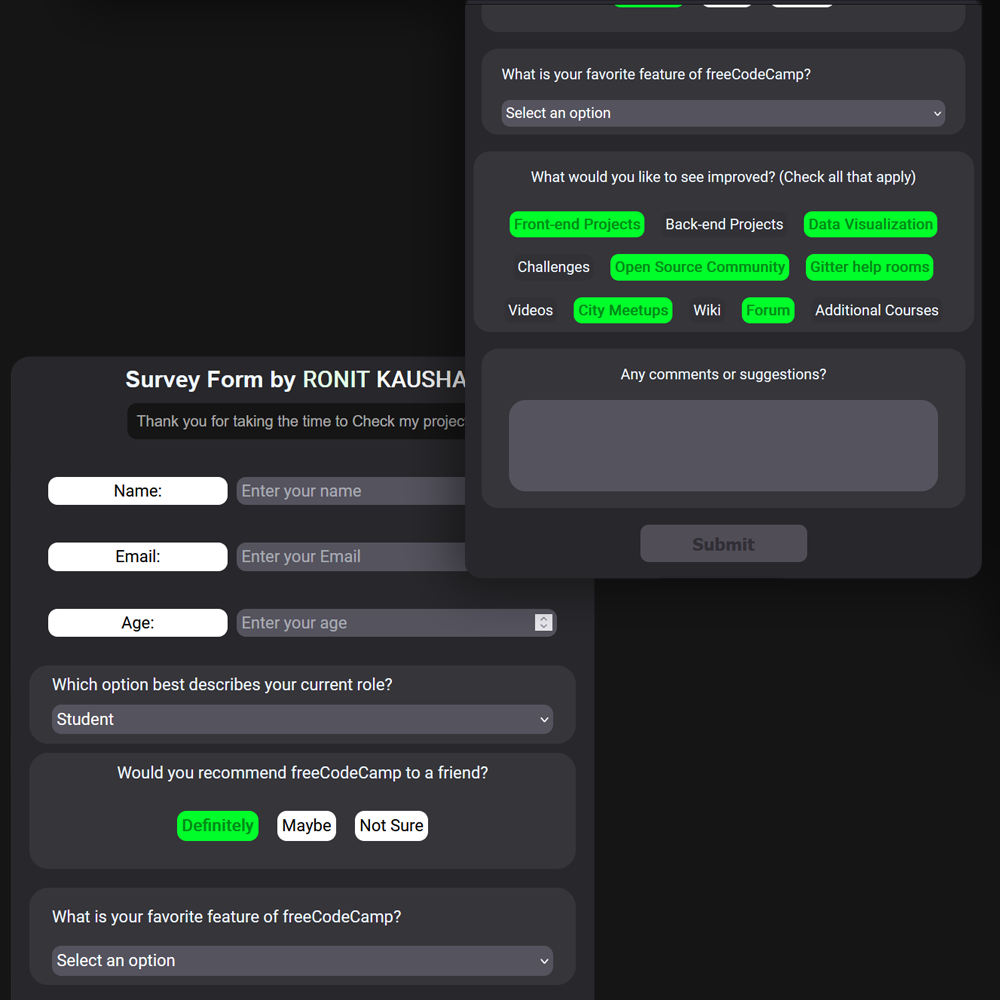 What is your favorite feature of freeCodeCamp?
Select an option
What would you like to see improved? (Check all that apply)
Front-end Projects Back-end Projects Data Visualization
Challenges Open Source Community Gitter help rooms
Videos City Meetups Wiki Forum Additional Courses
Any comments or suggestions?
Submit
Survey Form by RONIT KAUSHA
Thank you for taking the time to Check my projec
Name: Enter your name
Email: Enter your Email
Age: Enter your age
Which option best describes your current role?
Student
Would you recommend freeCodeCamp to a friend?
Definitely Maybe Not Sure
What is your favorite feature of freeCodeCamp?
Select an option